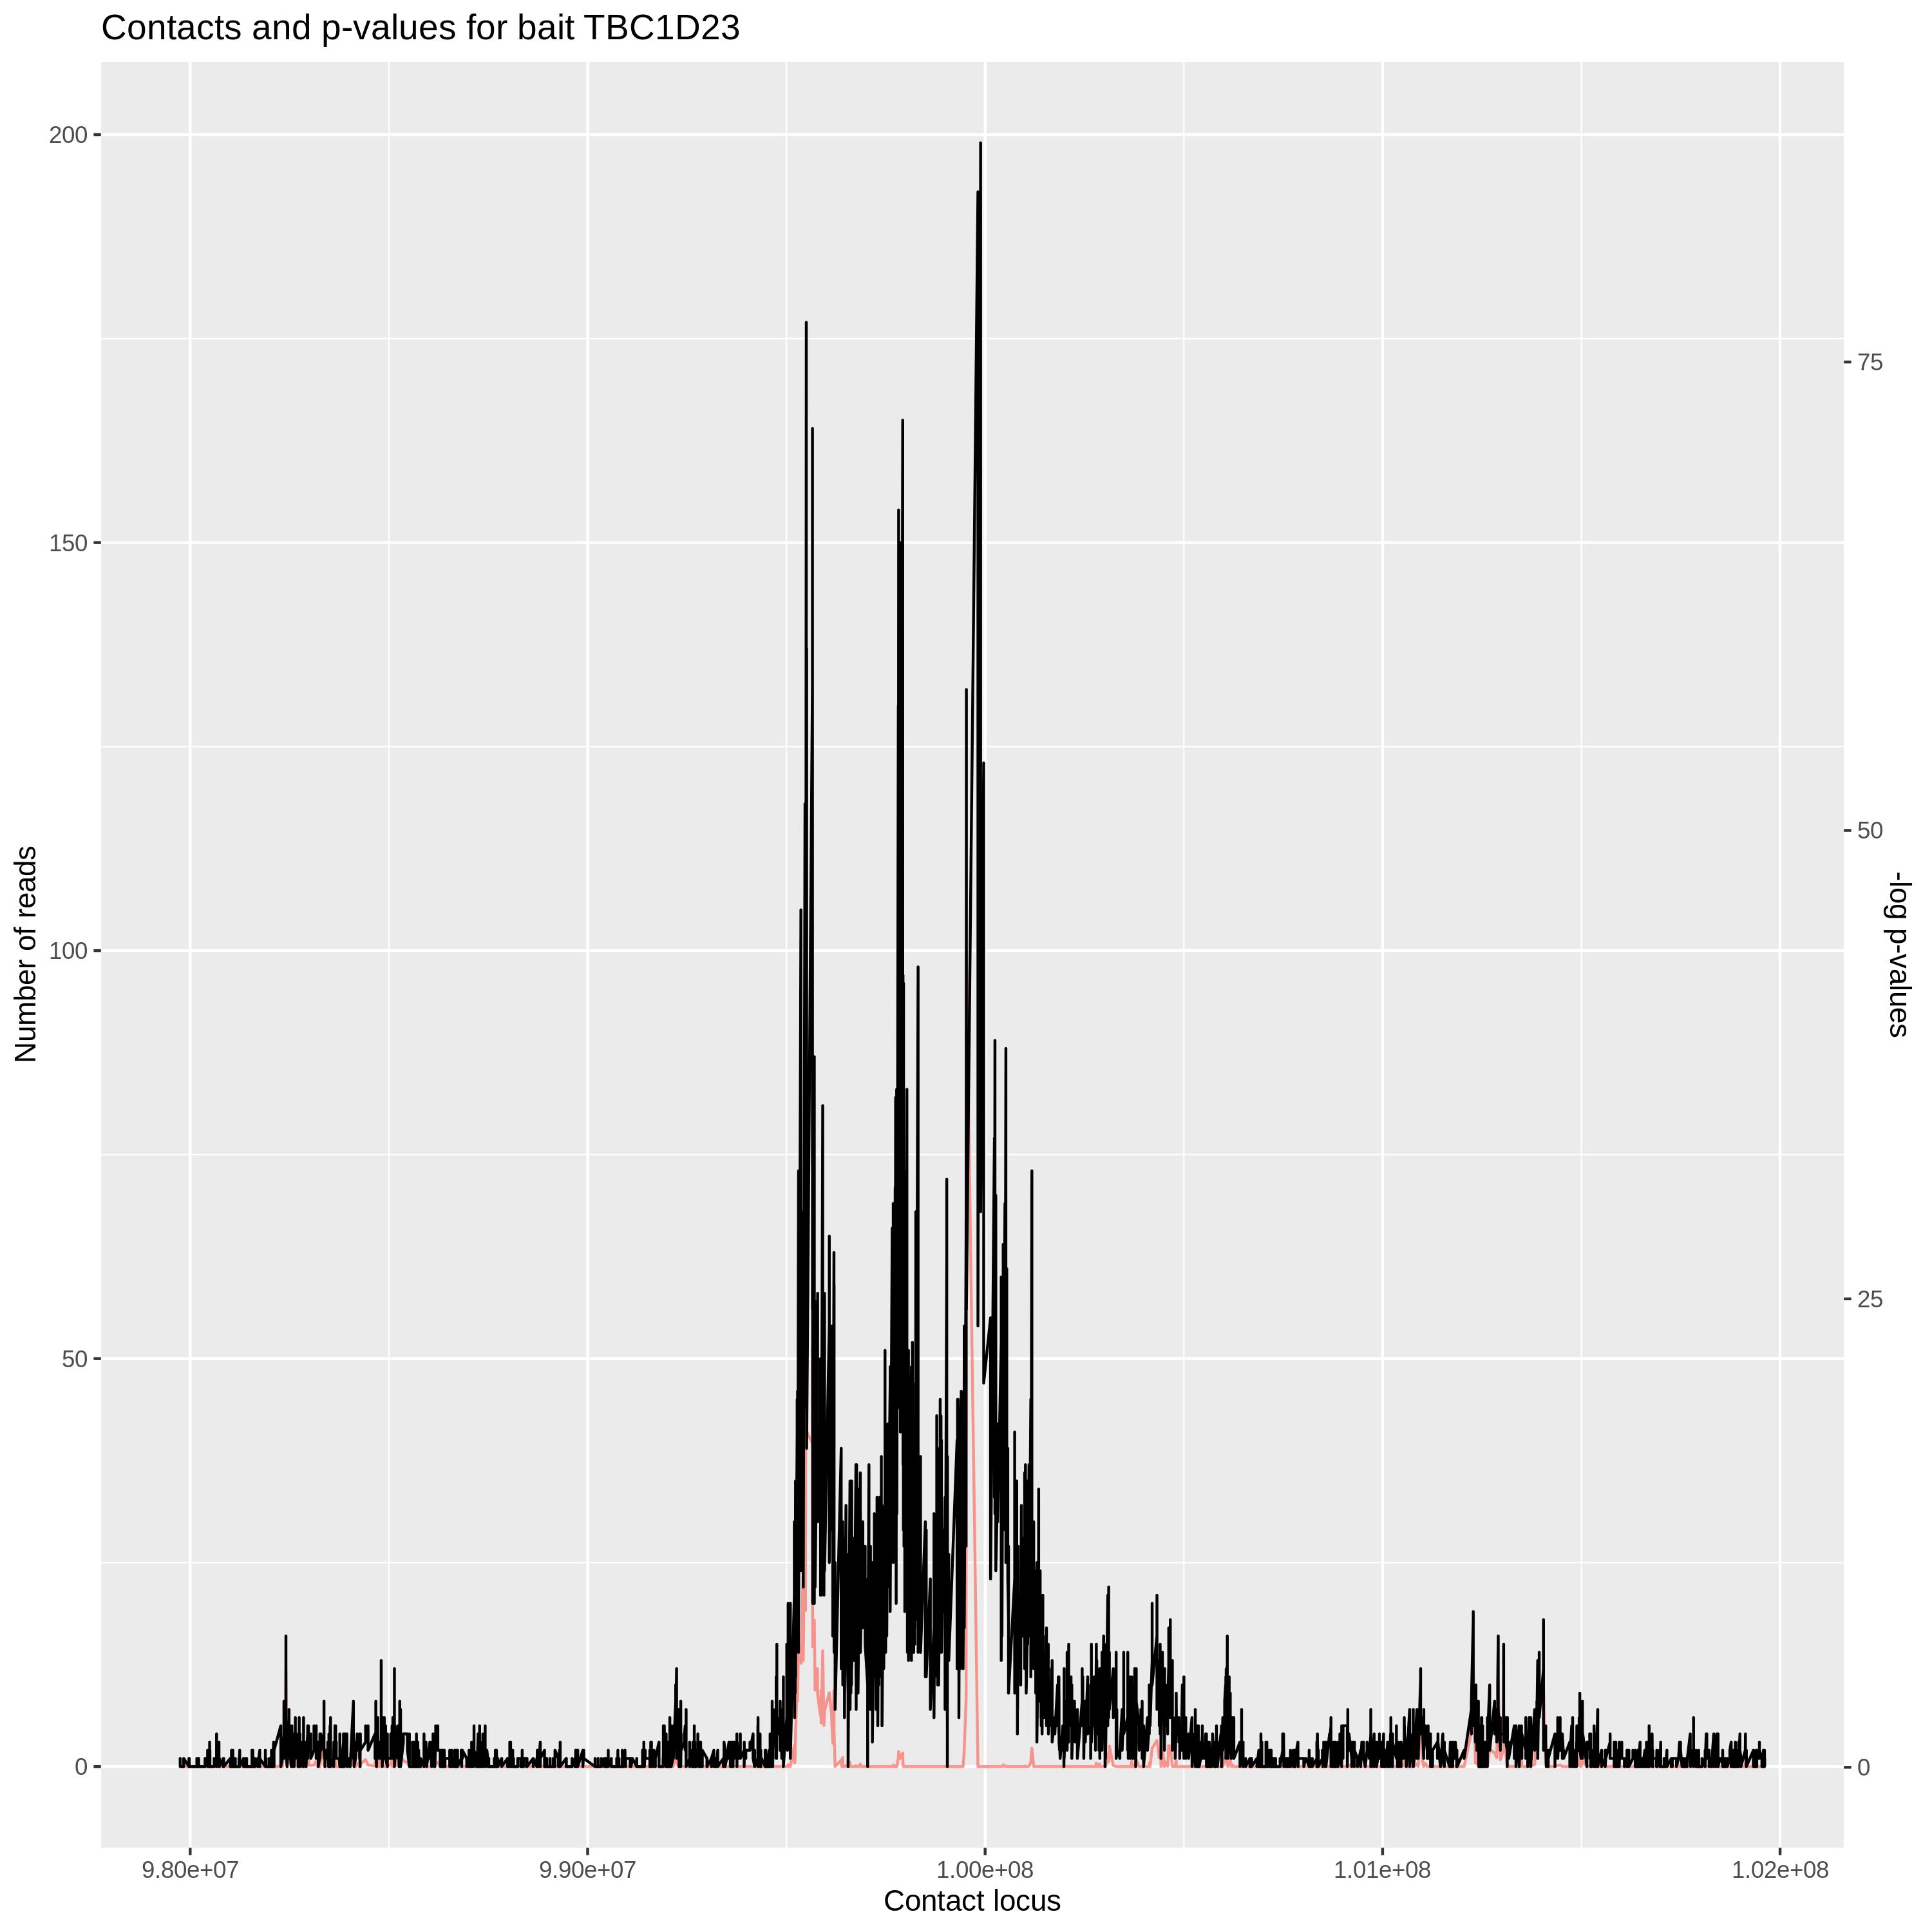 Contacts and p-values for bait TBC1D23
200
150
100
50
0
Number of reads
75
50
25
0
-log p-values
9.80e+07
9.90e+07
1.00e+08
1.01e+08
1.02e+08
Contact locus